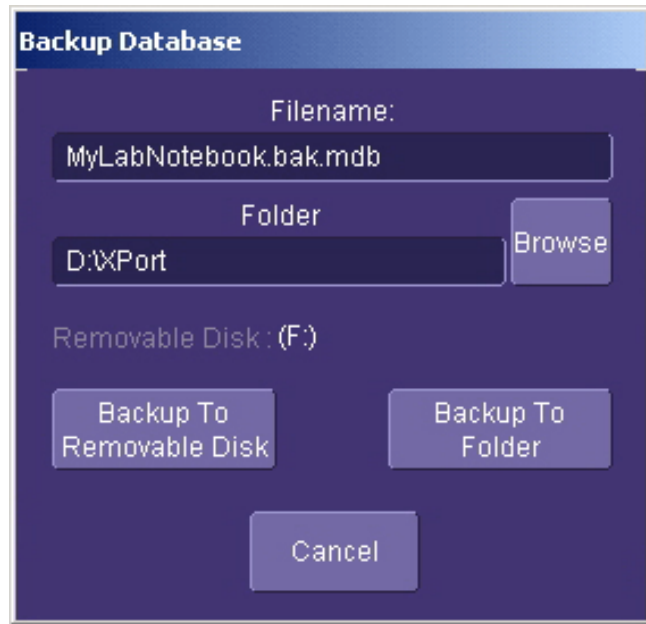 Backup Database
Filename:
MyLabNotebook.bak.mdb
Folder
D:\XPort
Browse
Removable Disk : (F:)
Backup To
Removable Disk
Backup To
Folder
Cancel